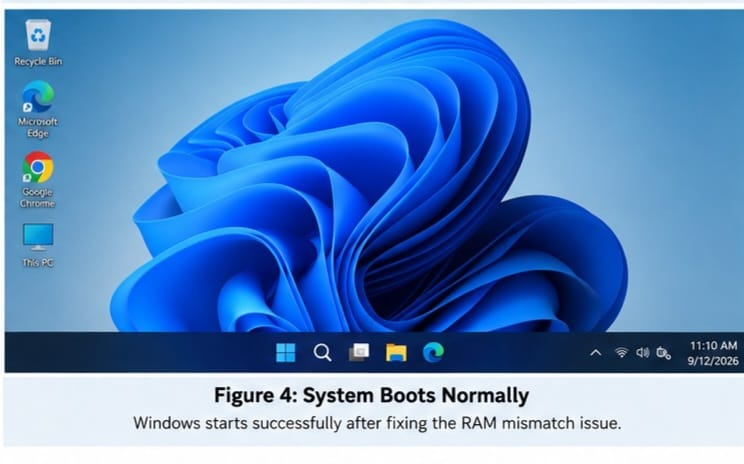 Recycle Bin
Microsoft
Edge
Google
Chrome
This PC
11:10 AM
9/12/2026
Figure 4: System Boots Normally
Windows starts successfully after fixing the RAM mismatch issue.